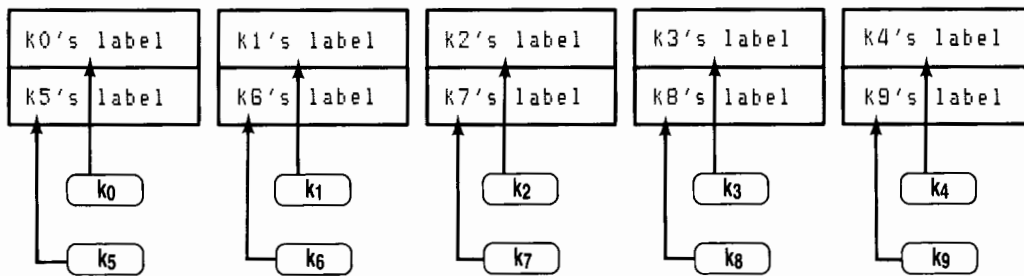 K0's label K1's label K2's label K3's label K4's label
K5's label K6's label K7's label K8's label K9's label
k0 k1 k2 k3 k4
k5 k6 k7 k8 k9